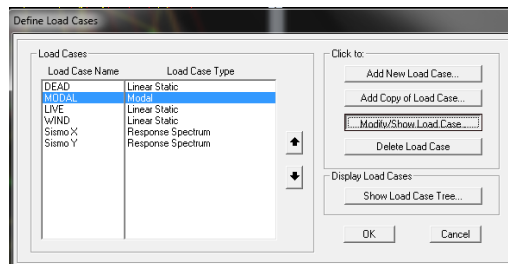 Define Load Cases
Load Cases
Load Case Name Load Case Type
DEAD Linear Static
MODAL Modal
LIVE Linear Static
WIND Linear Static
Sismo X Response Spectrum
Sismo Y Response Spectrum
Click to:
Add New Load Case...
Add Copy of Load Case...
Modify/Show Load Case...
Delete Load Case
Display Load Cases
Show Load Case Tree...
OK Cancel